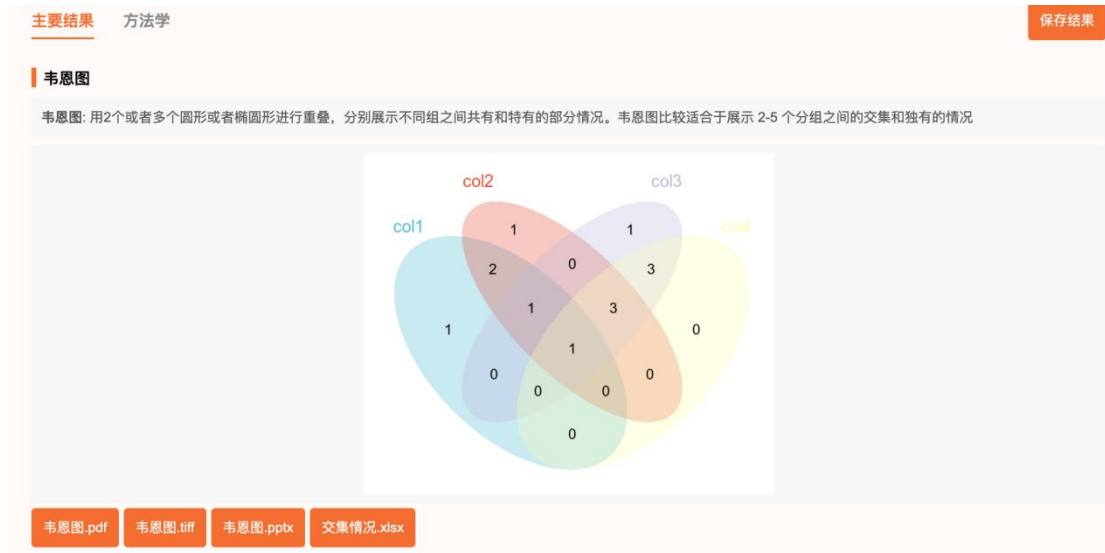 主要结果 方法学 保存结果
韦恩图
韦恩图: 用2个或者多个圆形或者椭圆形进行重叠，分别展示不同组之间共有和特有的部分情况。韦恩图比较适合于展示 2-5 个分组之间的交集和独有的情况
col2 col3
col1 col4
1 1
2 0 3
1 3
1 0
1
0 0
0 0
0
韦恩图.pdf 韦恩图.tiff 韦恩图.pptx 交集情况.xlsx